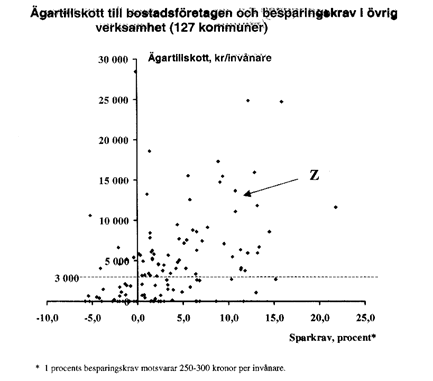 Ägartillskott till bostadsföretagen och besparingskrav i övrig
verksamhet (127 kommuner)
Ägartillskott, kr/invånare
30 000
25 000
20 000
15 000
Z
10 000
5 000
3 000
0
-10,0 -5,0 0,0 5,0 10,0 15,0 20,0 25,0
Sparkrav, procent*
* 1 procents besparingskrav motsvarar 250-300 kronor per invånare.